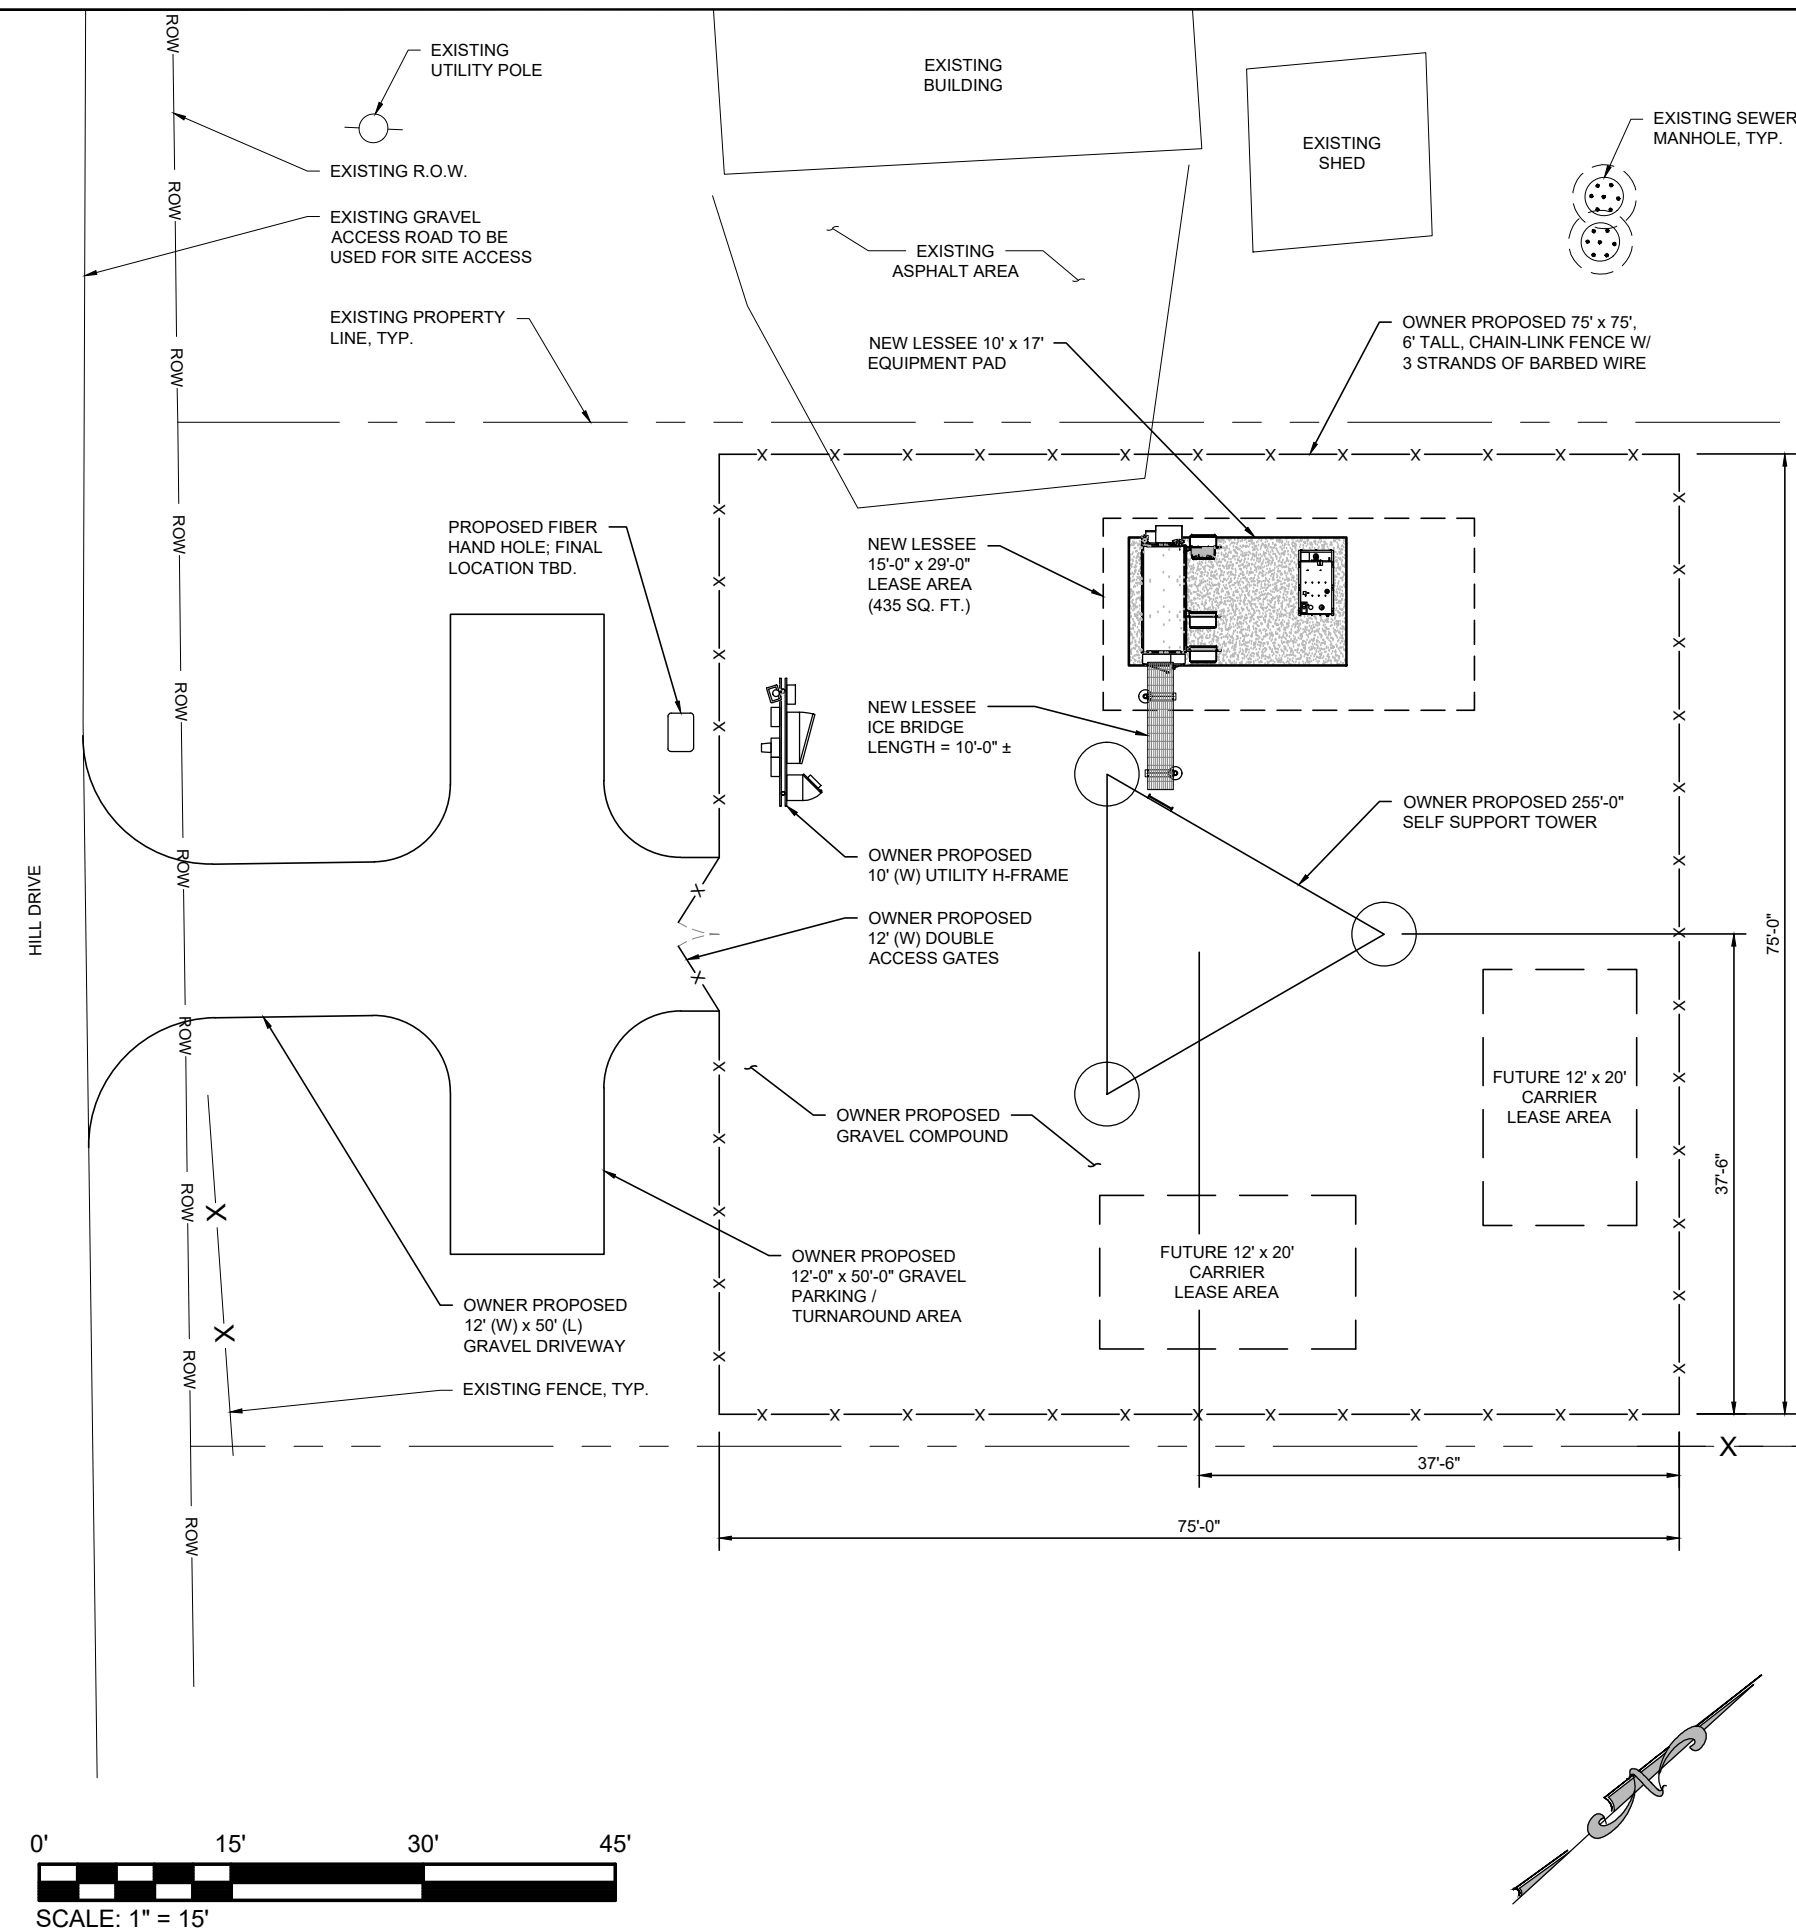 EXISTING
UTILITY POLE
EXISTING
BUILDING
EXISTING
SHED
EXISTING SEWER
MANHOLE, TYP.
EXISTING R.O.W.
EXISTING GRAVEL
ACCESS ROAD TO BE
USED FOR SITE ACCESS
EXISTING
ASPHALT AREA
EXISTING PROPERTY
LINE, TYP.
NEW LESSEE 10' x 17'
EQUIPMENT PAD
OWNER PROPOSED 75' x 75',
6' TALL, CHAIN-LINK FENCE W/
3 STRANDS OF BARBED WIRE
PROPOSED FIBER
HAND HOLE; FINAL
LOCATION TBD.
NEW LESSEE
15'-0" x 29'-0"
LEASE AREA
(435 SQ. FT.)
NEW LESSEE
ICE BRIDGE
LENGTH = 10'-0" ±
OWNER PROPOSED 255'-0"
SELF SUPPORT TOWER
OWNER PROPOSED
10' (W) UTILITY H-FRAME
OWNER PROPOSED
12' (W) DOUBLE
ACCESS GATES
HILL DRIVE
ROW
ROW
ROW
ROW
ROW
ROW
ROW
ROW
ROW
ROW
75'-0"
37'-6"
FUTURE 12' x 20'
CARRIER
LEASE AREA
OWNER PROPOSED
GRAVEL COMPOUND
FUTURE 12' x 20'
CARRIER
LEASE AREA
OWNER PROPOSED
12'-0" x 50'-0" GRAVEL
PARKING /
TURNAROUND AREA
OWNER PROPOSED
12' (W) x 50' (L)
GRAVEL DRIVEWAY
EXISTING FENCE, TYP.
37'-6"
75'-0"
0' 15' 30' 45'
SCALE: 1" = 15'